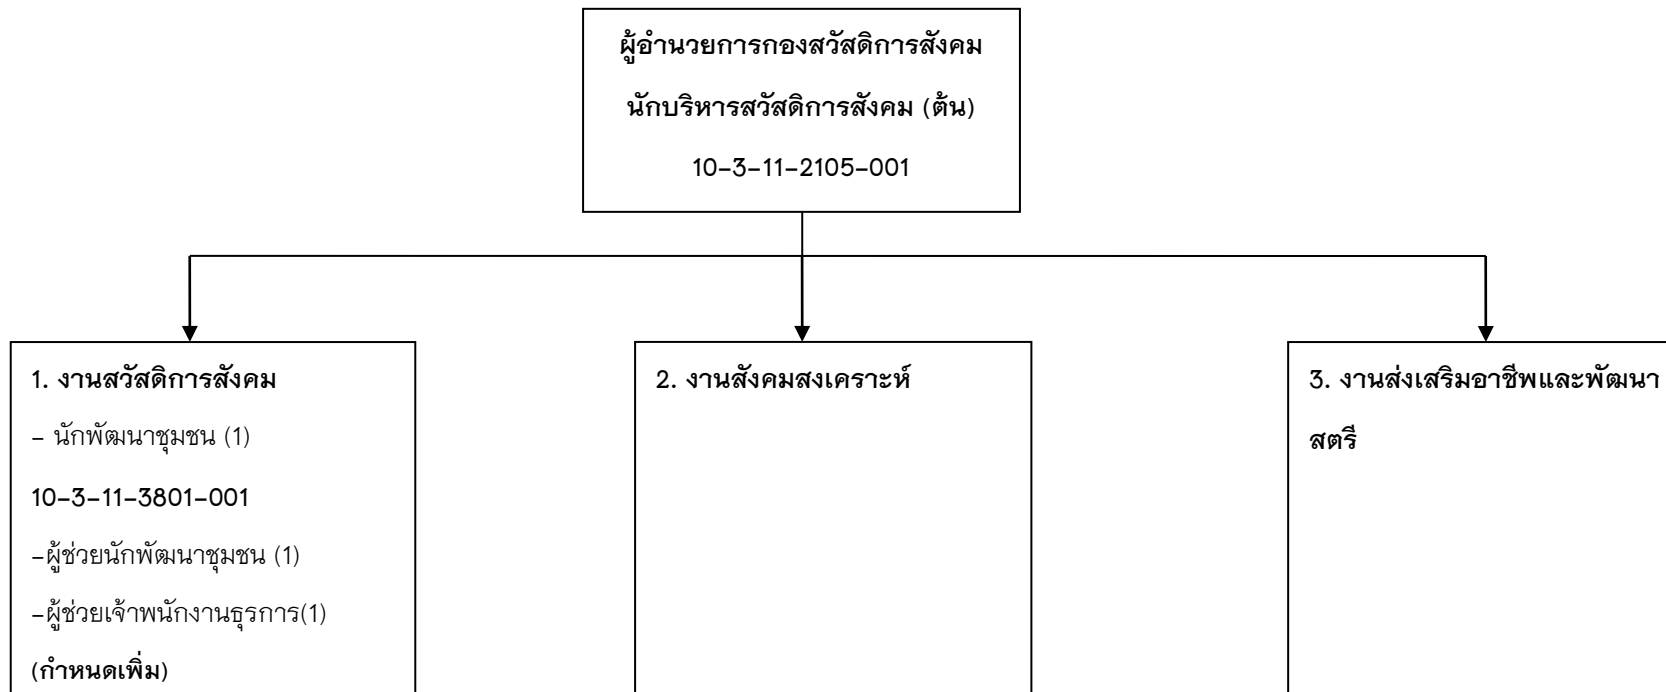 ผู้อำนวยการกองสวัสดิการสังคม
นักบริหารสวัสดิการสังคม (ต้น)
10-3-11-2105-001
1. งานสวัสดิการสังคม
- นักพัฒนาชุมชน (1)
10-3-11-3801-001
-ผู้ช่วยนักพัฒนาชุมชน (1)
-ผู้ช่วยเจ้าพนักงานธุรการ(1)
(กำหนดเพิ่ม)
2. งานสังคมสงเคราะห์
3. งานส่งเสริมอาชีพและพัฒนา
สตรี